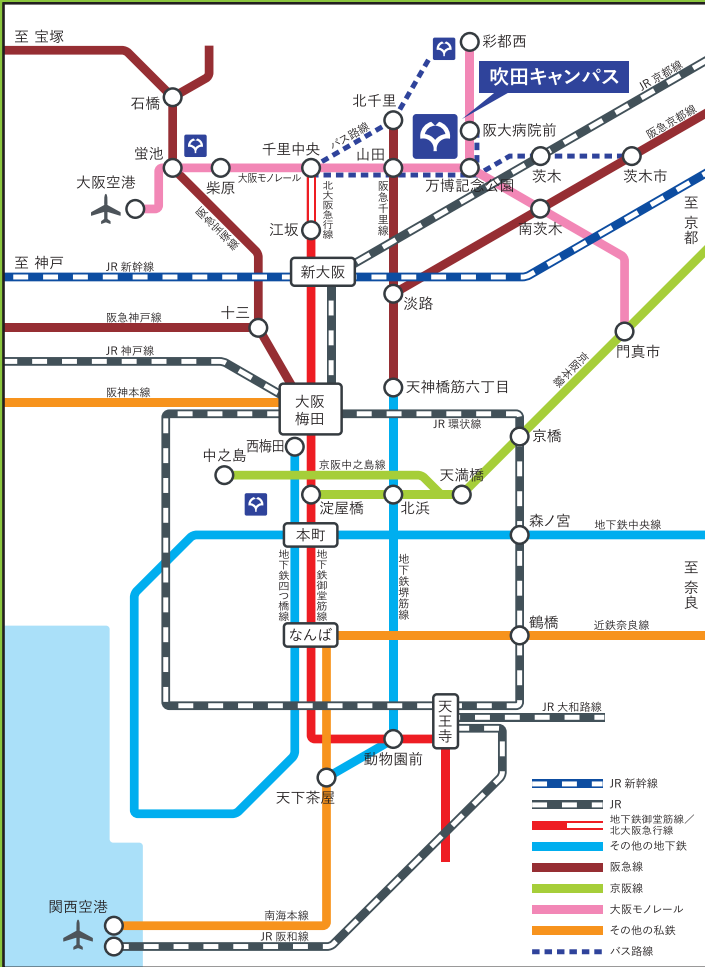 至 宝塚
彩都西
吹田キャンパス
JR 京都線
石橋
北千里
バス路線
阪大病院前
阪急京都線
蛍池
千里中央
山田
柴原
大阪モノレール
万博記念公園
茨木
茨木市
大阪空港
北大阪急行線
阪急千里線
至 京都
阪急宝塚線
江坂
南茨木
至 神戸
JR 新幹線
新大阪
淡路
阪急神戸線
十三
門真市
JR 神戸線
京阪本線
阪神本線
大阪
梅田
天神橋筋六丁目
JR 環状線
京橋
西梅田
中之島
京阪中之島線
天満橋
淀屋橋
北浜
森ノ宮
地下鉄中央線
本町
地下鉄四つ橋線
地下鉄御堂筋線
地下鉄堺筋線
至 奈良
なんば
鶴橋
近鉄奈良線
天王寺
JR 大和路線
動物園前
天下茶屋
関西空港
南海本線
JR 阪和線
JR 新幹線
JR
地下鉄御堂筋線／
北大阪急行線
その他の地下鉄
阪急線
京阪線
大阪モノレール
その他の私鉄
バス路線